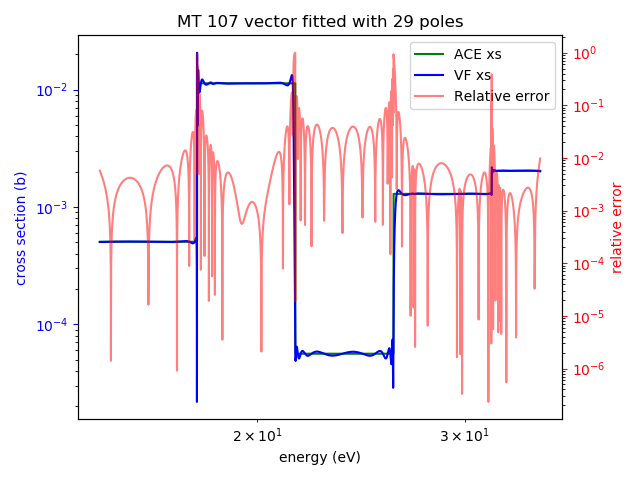 MT 107 vector fitted with 29 poles
ACE xs
VF xs
Relative error
cross section (b)
10⁻²
10⁻³
10⁻⁴
10⁰
10⁻¹
10⁻²
10⁻³
10⁻⁴
10⁻⁵
10⁻⁶
relative error
2 × 10¹
3 × 10¹
energy (eV)